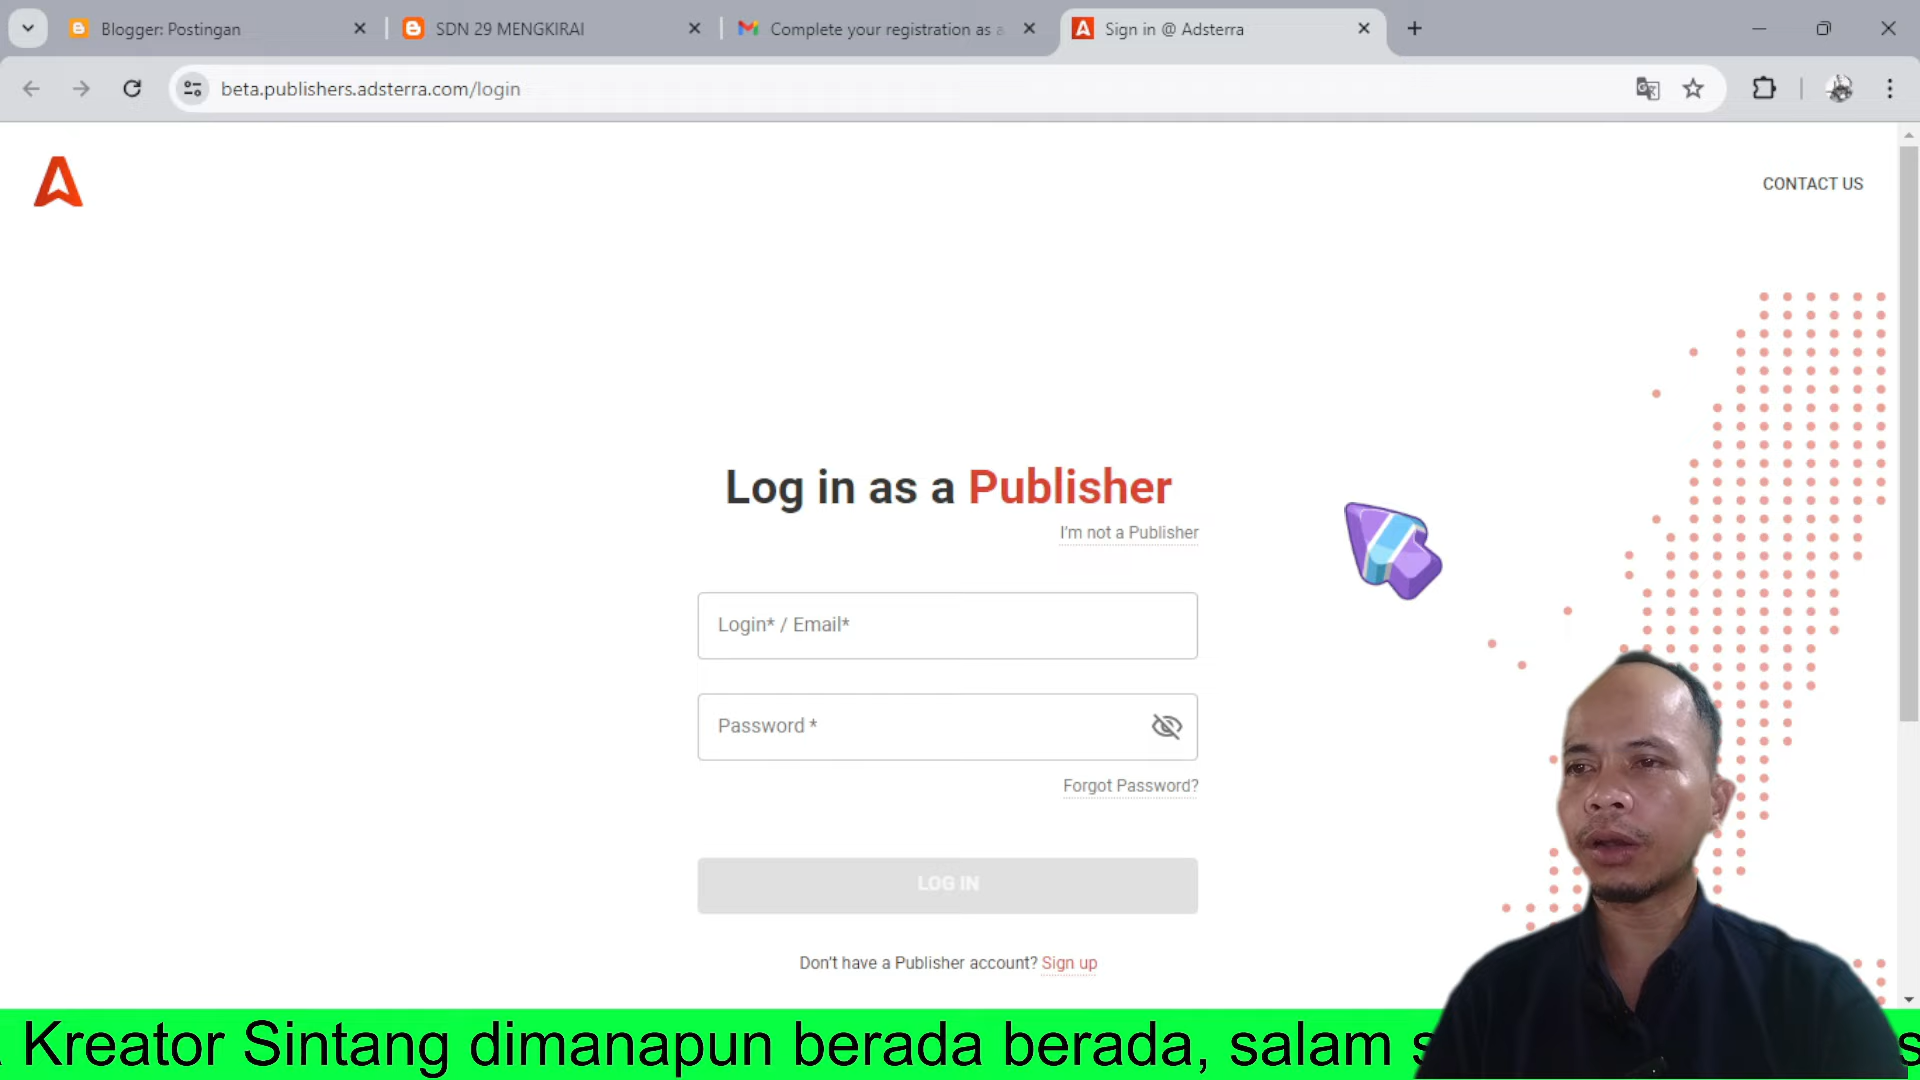 Blogger: Postingan
SDN 29 MENGKIRAI
Complete your registration as a
Sign in @ Adsterra
beta.publishers.adsterra.com/login
CONTACT US
Log in as a Publisher
I'm not a Publisher
Login* / Email*
Password *
Forgot Password?
LOG IN
Don't have a Publisher account? Sign up
Kreator Sintang dimanapun berada berada, salam